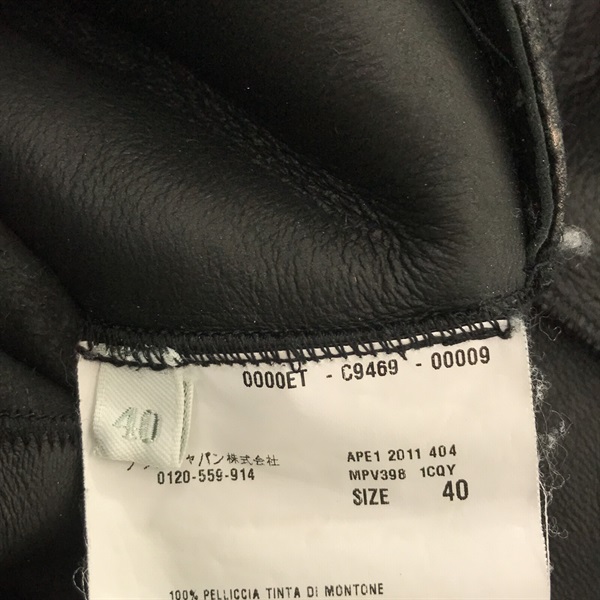 0000ET - C9469 - 00009
40
ジャパン株式会社
0120-559-914
APE1 2011 404
MPV398 1CQY
SIZE 40
100% PELLICCIA TINTA DI MONTONE